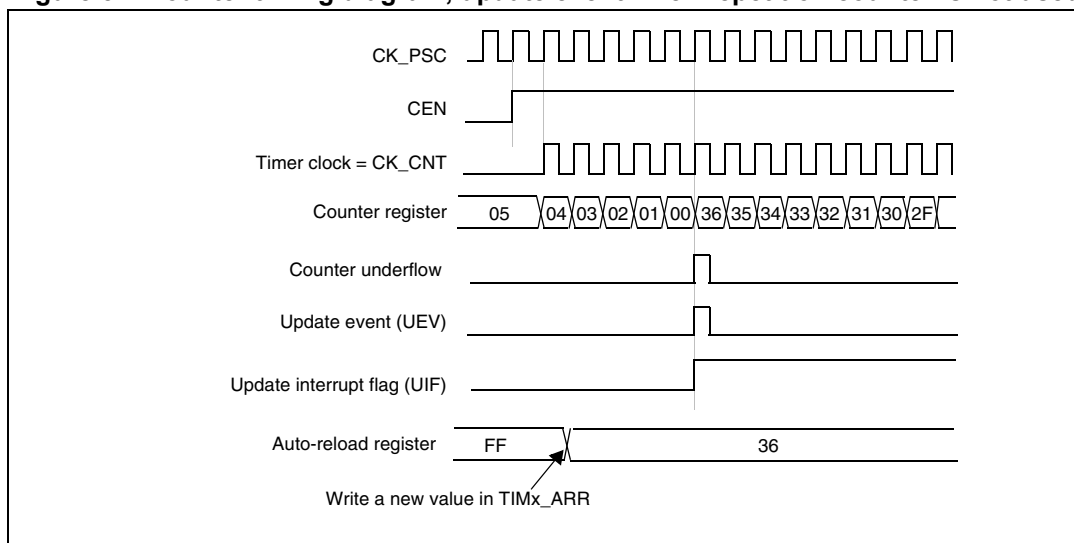 CK_PSC
CEN
Timer clock = CK_CNT
Counter register 05 04 03 02 01 00 36 35 34 33 32 31 30 2F
Counter underflow
Update event (UEV)
Update interrupt flag (UIF)
Auto-reload register FF 36
Write a new value in TIMx_ARR